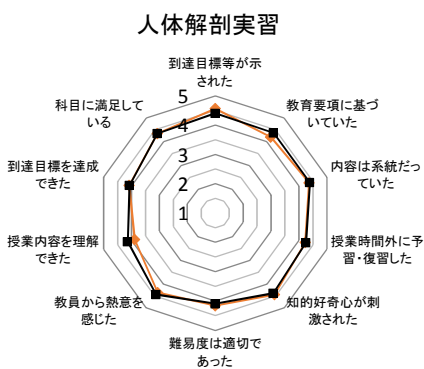 人体解剖実習
到達目標等が示
された
教育要項に基づ
いていた
内容は系統だっ
ていた
授業時間外に予
習・復習した
知的好奇心が刺
激された
難易度は適切で
あった
教員から熱意を
感じた
授業内容を理解
できた
到達目標を達成
できた
科目に満足して
いる
5
4
3
2
1